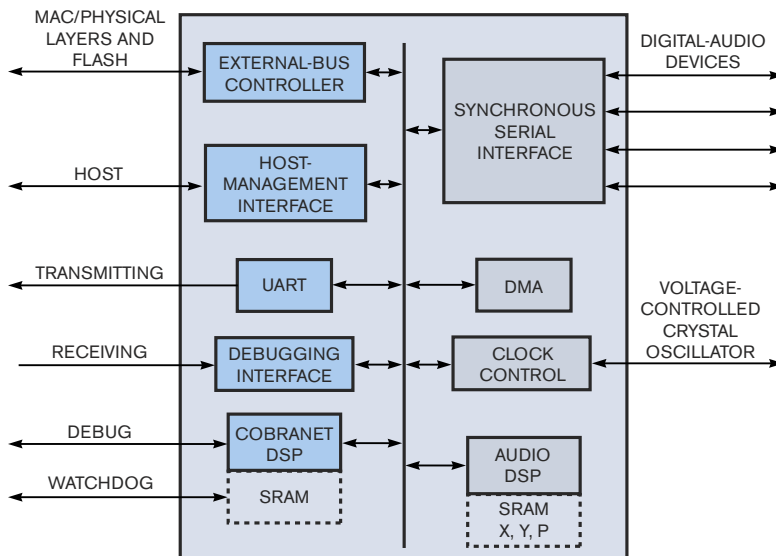 MAC/PHYSICAL
LAYERS AND
FLASH
EXTERNAL-BUS
CONTROLLER
HOST
HOST-
MANAGEMENT
INTERFACE
TRANSMITTING
UART
RECEIVING
DEBUGGING
INTERFACE
DEBUG
COBRANET
DSP
WATCHDOG
SRAM
SYNCHRONOUS
SERIAL
INTERFACE
DIGITAL-AUDIO
DEVICES
DMA
CLOCK
CONTROL
VOLTAGE-
CONTROLLED
CRYSTAL
OSCILLATOR
AUDIO
DSP
SRAM
X, Y, P